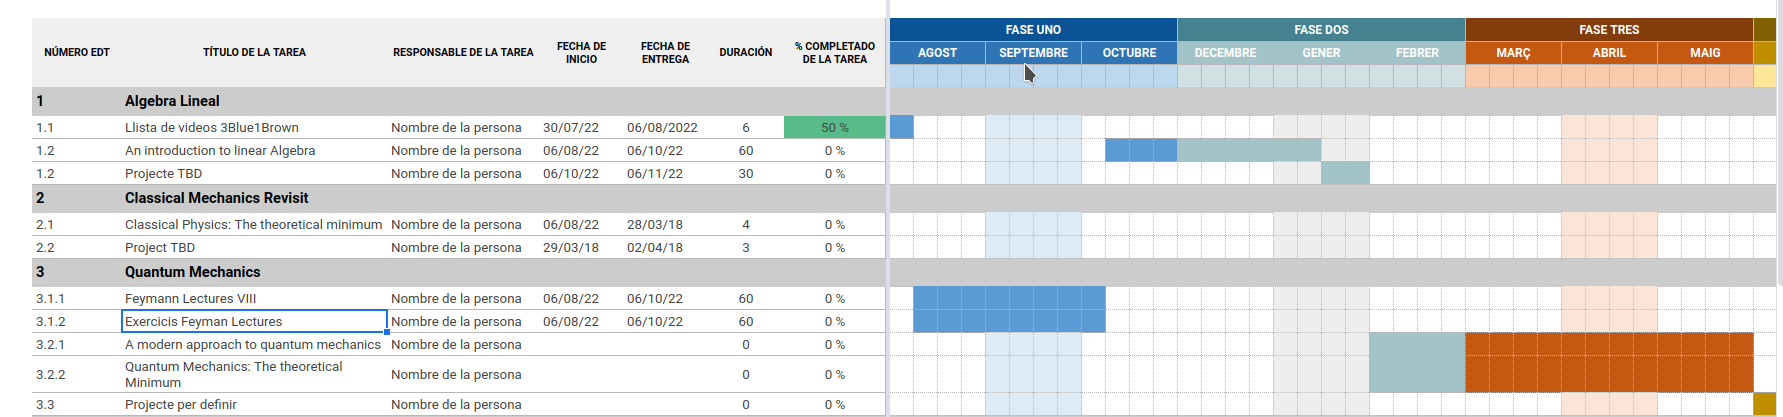 FASE UNO FASE DOS FASE TRES
NÚMERO EDT TÍTULO DE LA TAREA RESPONSABLE DE LA TAREA FECHA DE INICIO FECHA DE ENTREGA DURACIÓN % COMPLETADO DE LA TAREA AGOST SEPTEMBRE OCTUBRE DECEMBRE GENER FEBRER MARÇ ABRIL MAIG
1 Algebra Lineal
1.1 Llista de videos 3Blue1Brown Nombre de la persona 30/07/22 06/08/2022 6 50 %
1.2 An introduction to linear Algebra Nombre de la persona 06/08/22 06/10/22 60 0 %
1.2 Projecte TBD Nombre de la persona 06/10/22 06/11/22 30 0 %
2 Classical Mechanics Revisit
2.1 Classical Physics: The theoretical minimum Nombre de la persona 06/08/22 28/03/18 4 0 %
2.2 Project TBD Nombre de la persona 29/03/18 02/04/18 3 0 %
3 Quantum Mechanics
3.1.1 Feymann Lectures VIII Nombre de la persona 06/08/22 06/10/22 60 0 %
3.1.2 Exercicis Feyman Lectures Nombre de la persona 06/08/22 06/10/22 60 0 %
3.2.1 A modern approach to quantum mechanics Nombre de la persona 0 0 %
3.2.2 Quantum Mechanics: The theoretical Minimum Nombre de la persona 0 0 %
3.3 Projecte per definir Nombre de la persona 0 0 %